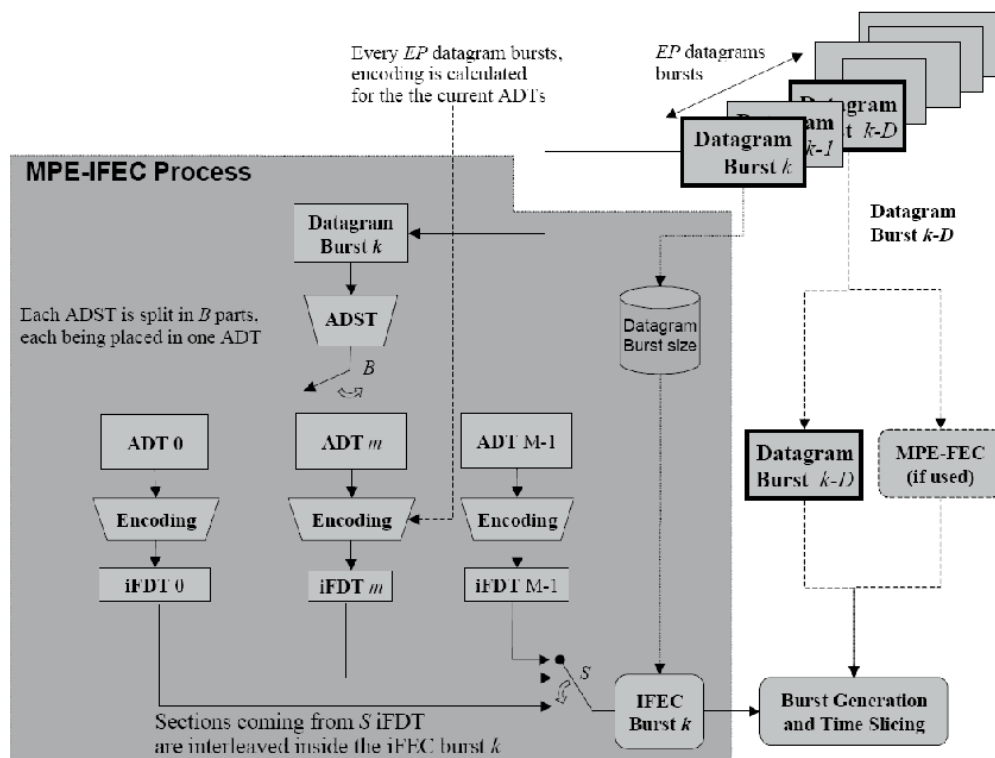 Every EP datagram bursts,
encoding is calculated
for the the current ADTs
EP datagrams
bursts
Datagram
Burst k-D
Datagram
k-1
Datagram
Burst k
MPE-IFEC Process
Datagram
Burst k
Datagram
Burst k-D
Each ADST is split in B parts,
each being placed in one ADT
ADST
B
Datagram
Burst size
ADT 0
ADT m
ADT M-1
Datagram
Burst k-D
MPE-FEC
(if used)
Encoding
Encoding
Encoding
iFDT 0
iFDT m
iFDT M-1
S
Sections coming from S iFDT
are interleaved inside the iFEC burst k
IFEC
Burst k
Burst Generation
and Time Slicing